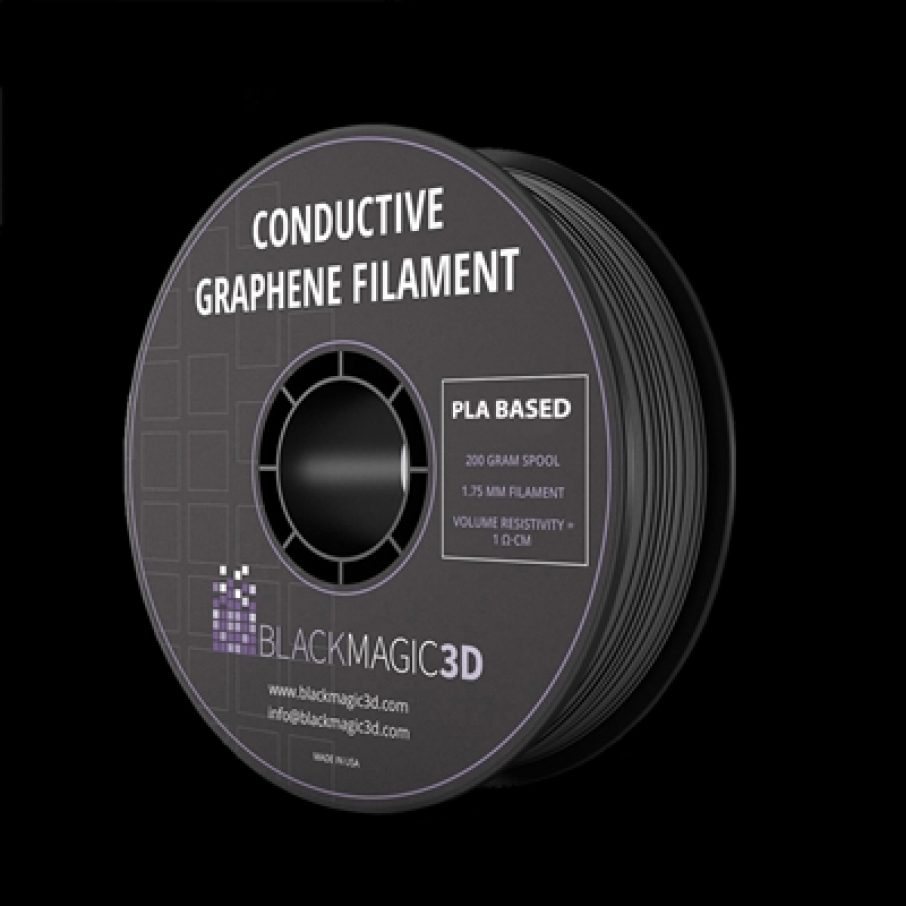 CONDUCTIVE
GRAPHENE FILAMENT
PLA BASED
200 GRAM SPOOL
1.75 MM FILAMENT
VOLUME RESISTIVITY =
1 Ω-CM
BLACKMAGIC3D
www.blackmagic3d.com
info@blackmagic3d.com
MADE IN USA